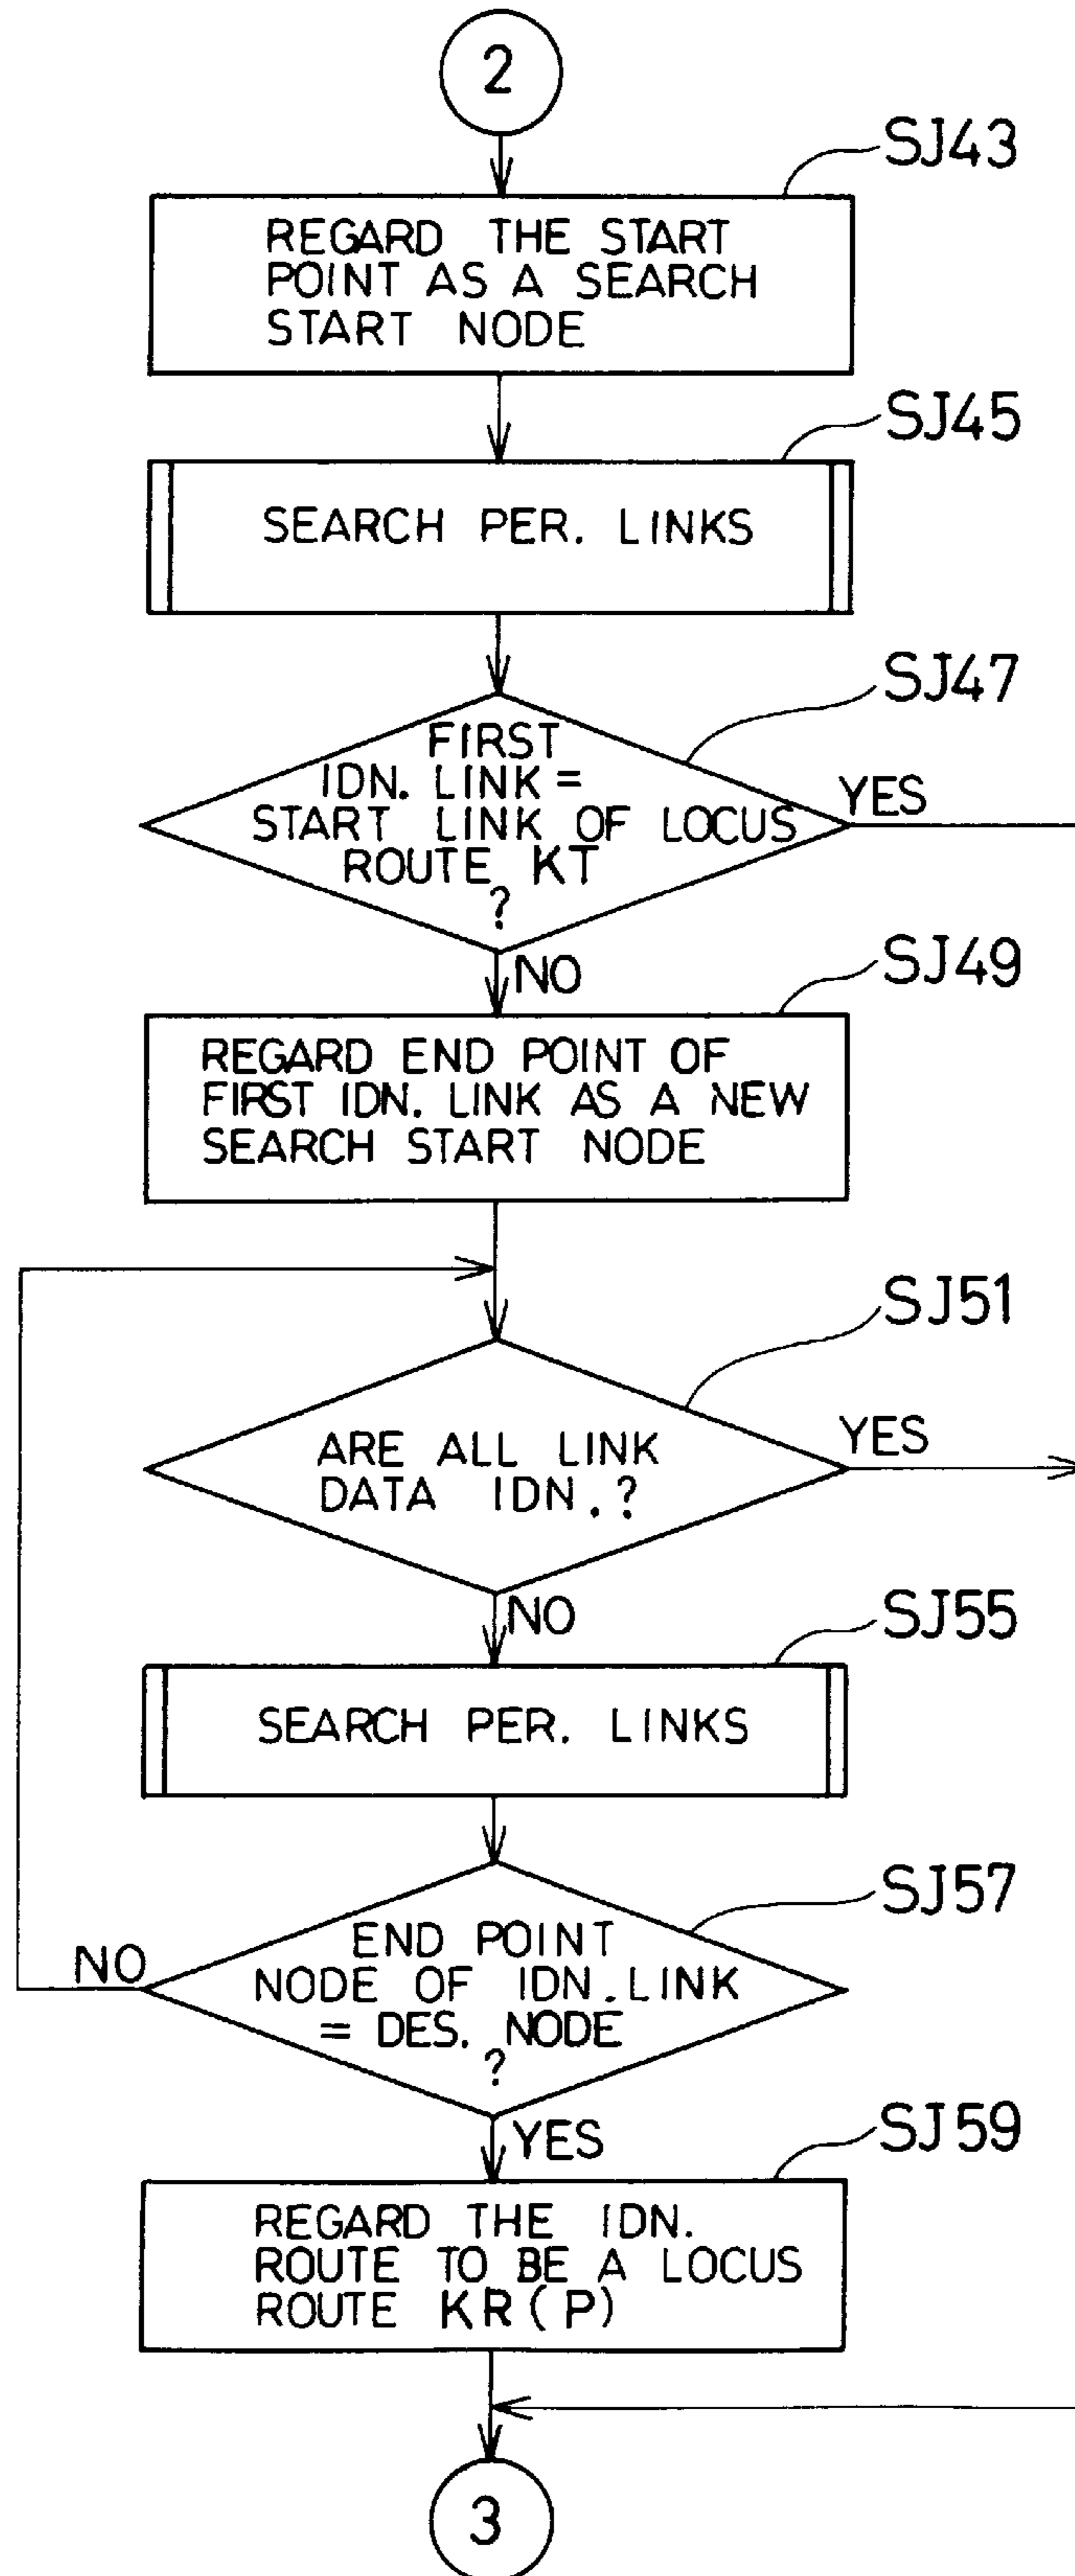 2
SJ43
REGARD THE START
POINT AS A SEARCH
START NODE
SJ45
SEARCH PER. LINKS
SJ47
FIRST
IDN. LINK =
START LINK OF LOCUS
ROUTE KT
?
YES
NO
SJ49
REGARD END POINT OF
FIRST IDN. LINK AS A NEW
SEARCH START NODE
SJ51
ARE ALL LINK
DATA IDN.?
YES
NO
SJ55
SEARCH PER. LINKS
SJ57
END POINT
NODE OF IDN. LINK
= DES. NODE
?
NO
YES
SJ59
REGARD THE IDN.
ROUTE TO BE A LOCUS
ROUTE KR(P)
3